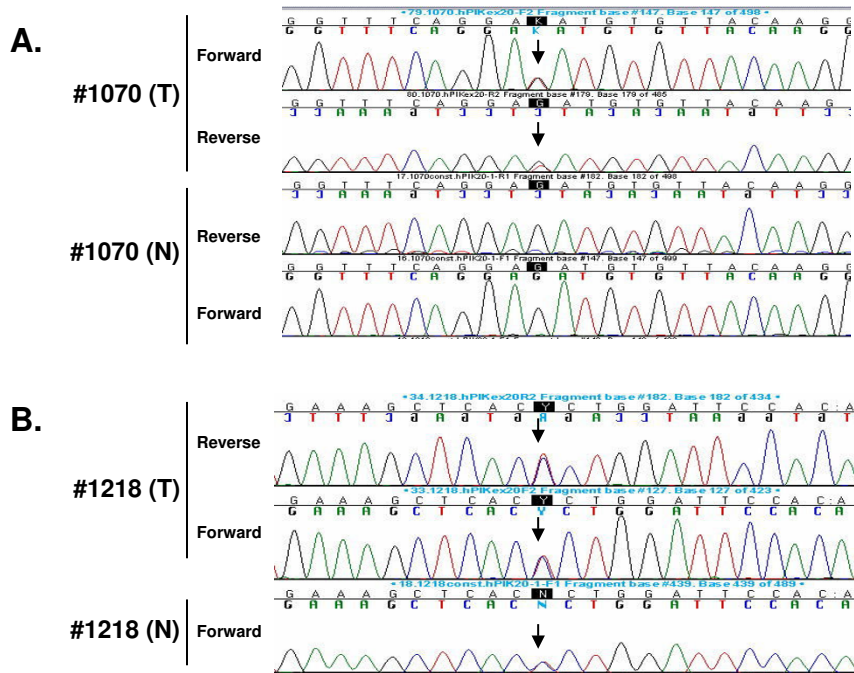 A.
#1070 (T)
Forward
• 79.1070.hPIKex20-F2 Fragment base #147. Base 147 of 498 •
G G T T T C A G G A K A T G T G T T A C A A G G
G G T T T C A G G A K A T G T G T T A C A A G G
Reverse
80.1070.hPIKex20-R2 Fragment base #179. Base 179 of 485
#1070 (N)
Reverse
17.1070const.hPIK20-1-R1 Fragment base #182. Base 182 of 498
Forward
16.1070const.hPIK20-1-F1 Fragment base #147. Base 147 of 499
G G T T T C A G G A G A T G T G T T A C A A G G
G G T T T C A G G A G A T G T G T T A C A A G G
B.
#1218 (T)
Reverse
• 34.1218.hPIKex20R2 Fragment base #182. Base 182 of 434 •
G A A A G C T C A C Y C T G G A T T C C A C : A
Forward
• 33.1218.hPIKex20-F2 Fragment base #127. Base 127 of 423 •
G A A A G C T C A C Y C T G G A T T C C A C : A
G A A A G C T C A C Y C T G G A T T C C A C A
#1218 (N)
Forward
• 18.1218const.hPIK20-1-F1 Fragment base #439. Base 439 of 489 •
G A A A G C T C A C N C T G G A T T C C A C : A
G A A A G C T C A C N C T G G A T T C C A C A